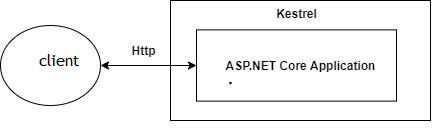 Kestrel
Http
client
ASP.NET Core Application
.